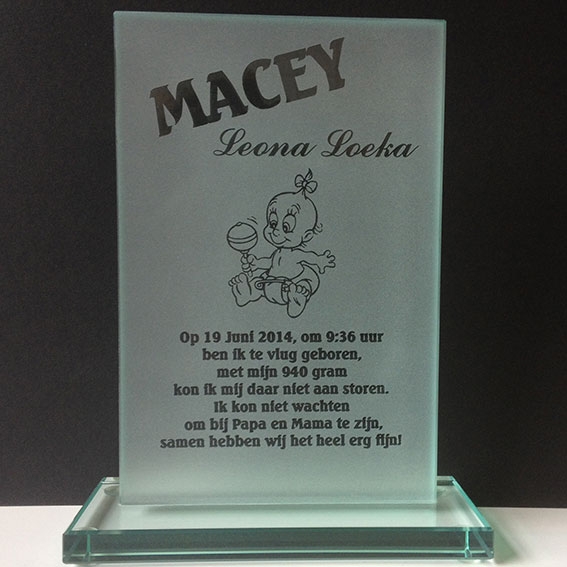 MACEY
Leona Loeka
Op 19 Juni 2014, om 9:36 uur
ben ik te vlug geboren,
met mijn 940 gram
kon ik mij daar niet aan storen.
Ik kon niet wachten
om bij Papa en Mama te zijn,
samen hebben wij het heel erg fijn!